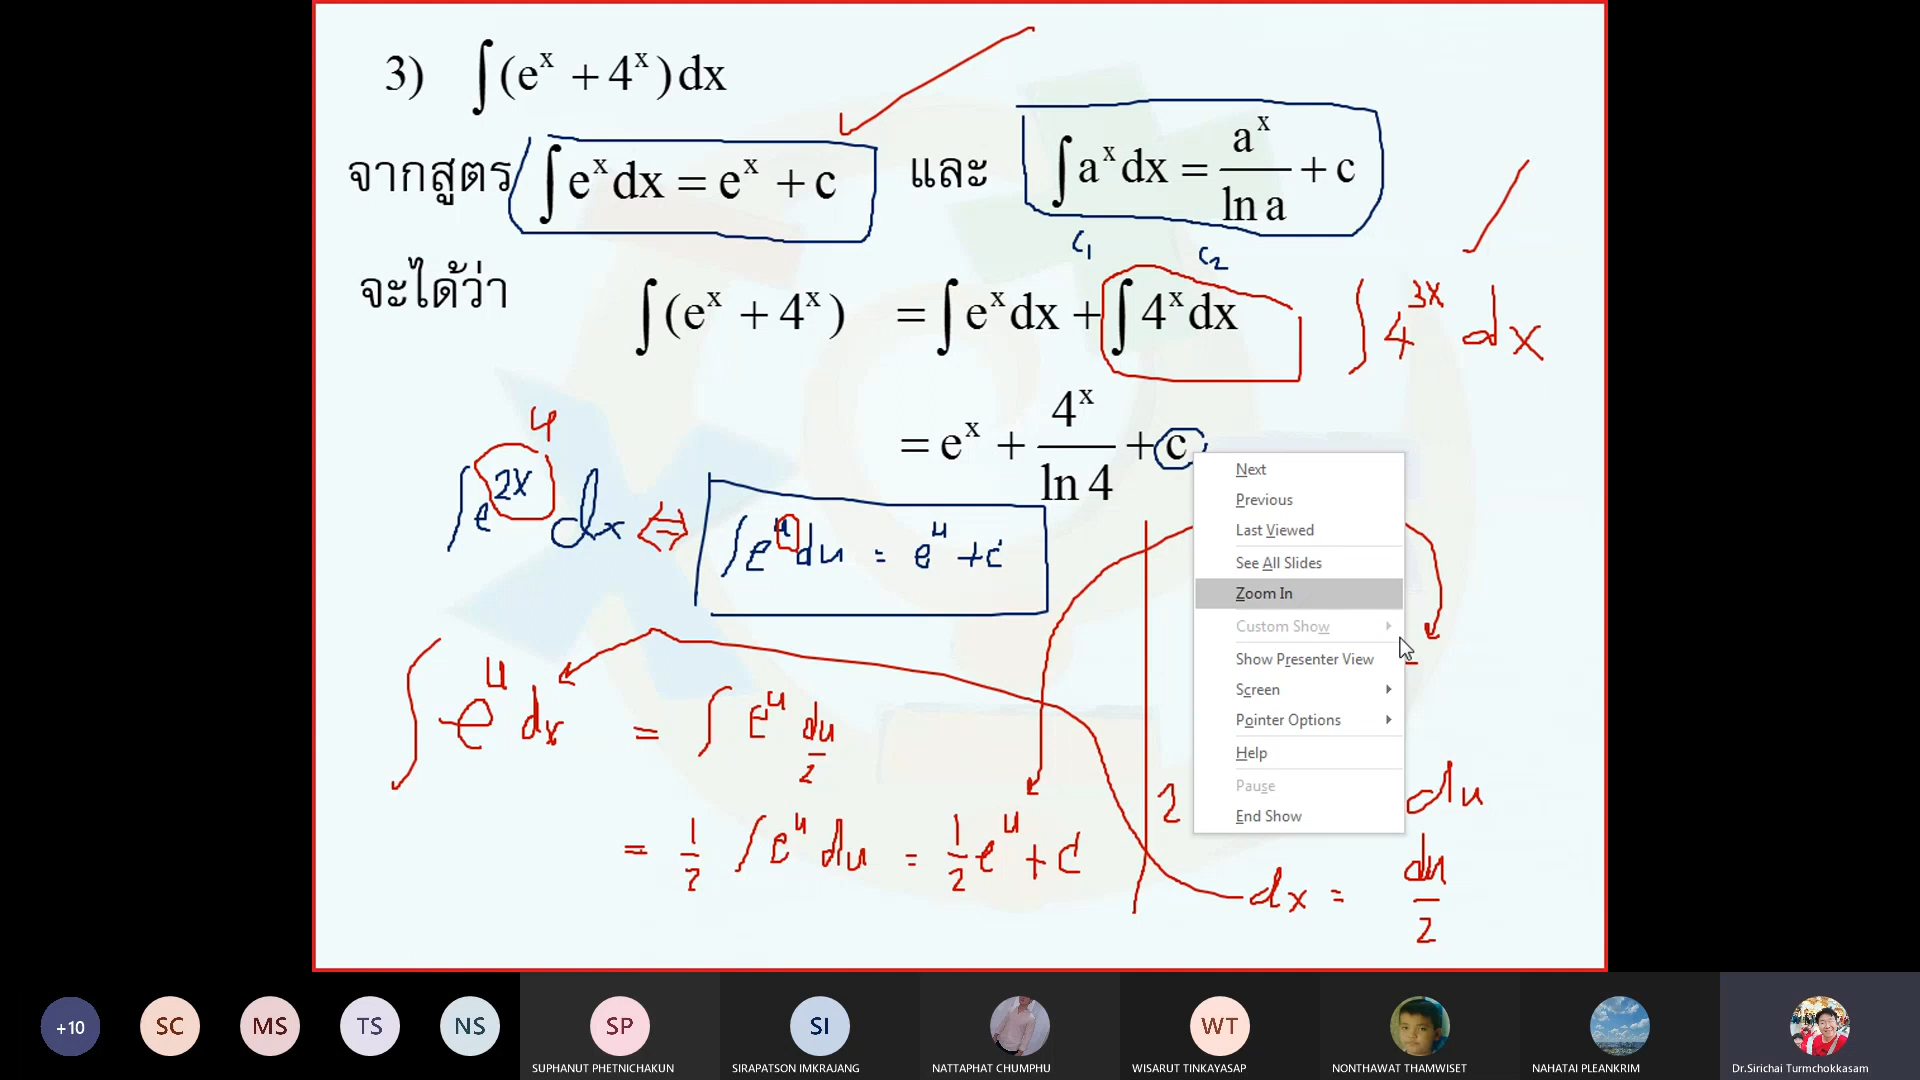 3) ∫(eˣ + 4ˣ)dx
จากสูตร ∫eˣdx = eˣ + c และ ∫aˣdx = aˣ/ln a + c
c₁ c₂
จะได้ว่า ∫(eˣ + 4ˣ) = ∫eˣdx + ∫4ˣdx
∫4³ˣ dx
= eˣ + 4ˣ/ln 4 + c
4
∫e²ˣ dx ⇔ ∫eᵘdu = eᵘ + c
∫eᵘ dx = ∫eᵘ du/2
= 1/2 ∫eᵘ du = 1/2 eᵘ + c
2
du
dx = du/2
Next
Previous
Last Viewed
See All Slides
Zoom In
Custom Show
Show Presenter View
Screen
Pointer Options
Help
Pause
End Show
+10
SC
MS
TS
NS
SP
SI
WT
SUPHANUT PHETNICHAKUN
SIRAPATSON IMKRAJANG
NATTAPHAT CHUMPHU
WISARUT TINKAYASAP
NONTHAWAT THAMWISET
NAHATAI PLEANKRIM
Dr.Sirichai Turmchokkasam